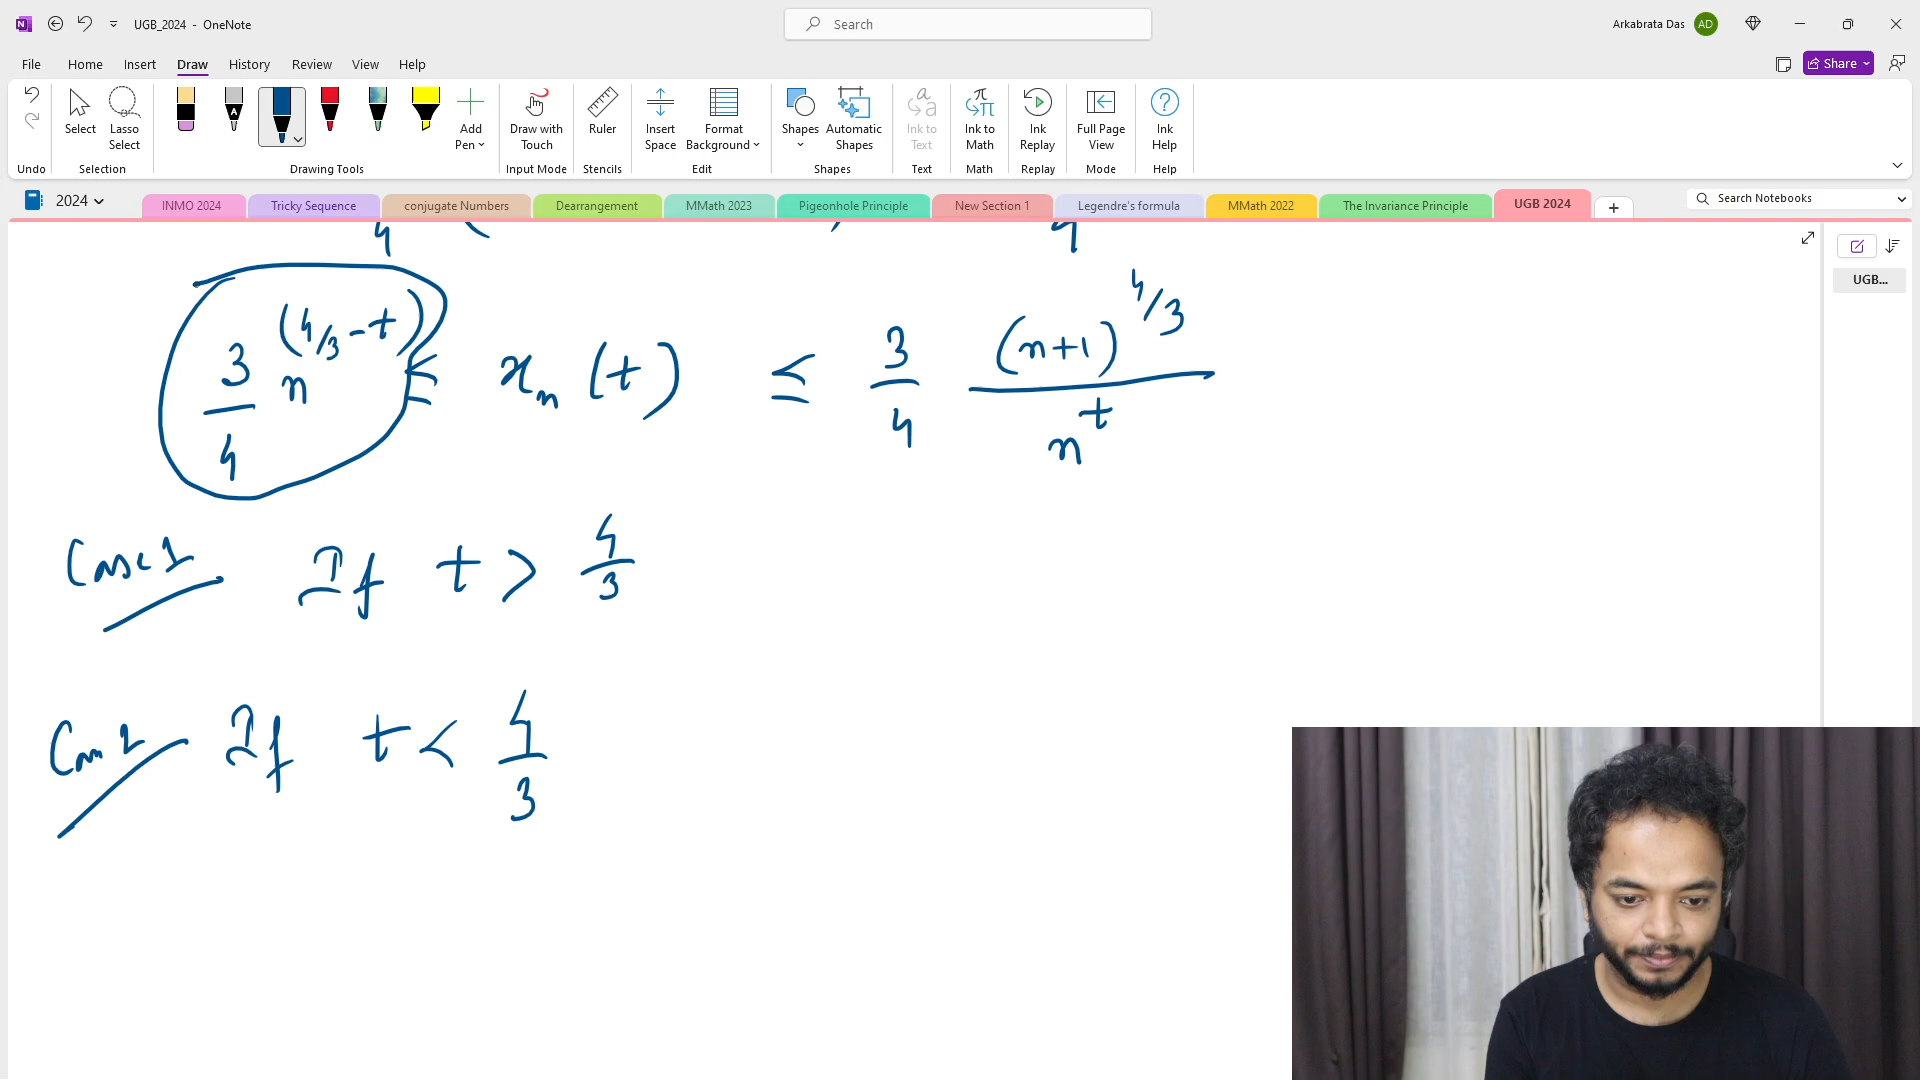 UGB_2024 - OneNote
Search
Arkabrata Das AD
File Home Insert Draw History Review View Help
Share
Undo
Select
Lasso Select
Selection
Drawing Tools
Add Pen
Draw with Touch
Input Mode
Ruler
Stencils
Insert Space
Format Background
Edit
Shapes
Automatic Shapes
Shapes
Ink to Text
Text
Ink to Math
Math
Ink Replay
Replay
Full Page View
Mode
Ink Help
Help
2024
INMO 2024
Tricky Sequence
conjugate Numbers
Dearrangement
MMath 2023
Pigeonhole Principle
New Section 1
Legendre's formula
MMath 2022
The Invariance Principle
UGB 2024
Search Notebooks
UGB...
3/4 n^(4/3 - t) ≤ x_n (t) ≤ 3/4 (n+1)^4/3 / n^t
Case 1 If t > 4/3
Case 2 If t < 4/3